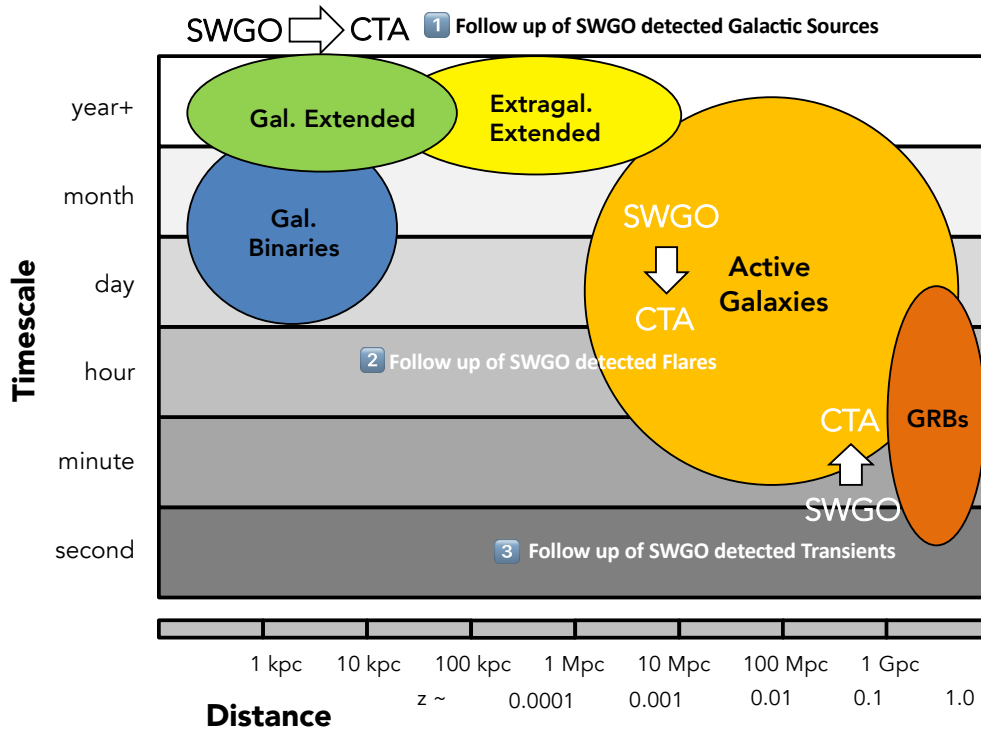 SWGO CTA 1 Follow up of SWGO detected Galactic Sources
year+
month
day
hour
minute
second
Timescale
Gal. Extended
Extragal.
Extended
Gal.
Binaries
SWGO
CTA
Active
Galaxies
2 Follow up of SWGO detected Flares
CTA
SWGO
GRBs
3 Follow up of SWGO detected Transients
1 kpc 10 kpc 100 kpc 1 Mpc 10 Mpc 100 Mpc 1 Gpc
z ~ 0.0001 0.001 0.01 0.1 1.0
Distance